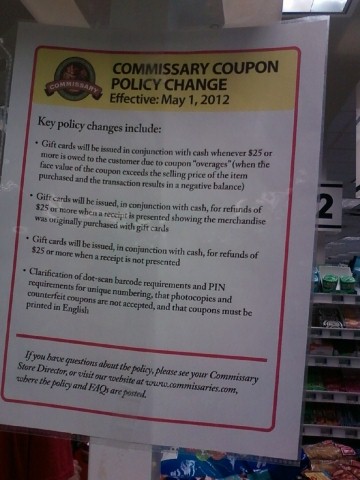 COMMISSARY
COMMISSARY COUPON
POLICY CHANGE
Effective: May 1, 2012
Key policy changes include:
• Gift cards will be issued in conjunction with cash whenever $25 or
more is owed to the customer due to coupon "overages" (when the
face value of the coupon exceeds the selling price of the item
purchased and the transaction results in a negative balance)
• Gift cards will be issued, in conjunction with cash, for refunds of
$25 or more when a receipt is presented showing the merchandise
was originally purchased with gift cards
• Gift cards will be issued, in conjunction with cash, for refunds of
$25 or more when a receipt is not presented
• Clarification of dot-scan barcode requirements and PIN
requirements for unique numbering, that photocopies and
counterfeit coupons are not accepted, and that coupons must be
printed in English
If you have questions about the policy, please see your Commissary
Store Director, or visit our website at www.commissaries.com,
where the policy and FAQs are posted.
2